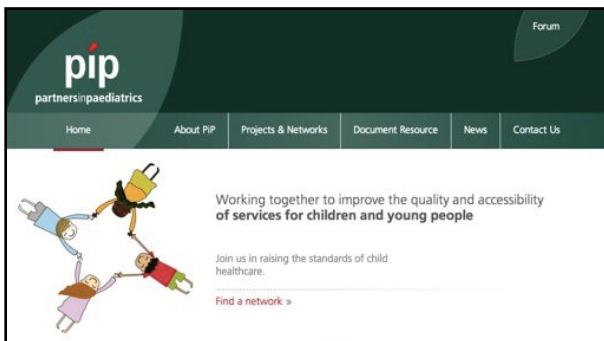 Forum
pip
partnersinpaediatrics
Home About PiP Projects & Networks Document Resource News Contact Us
Working together to improve the quality and accessibility
of services for children and young people
Join us in raising the standards of child
healthcare.
Find a network »